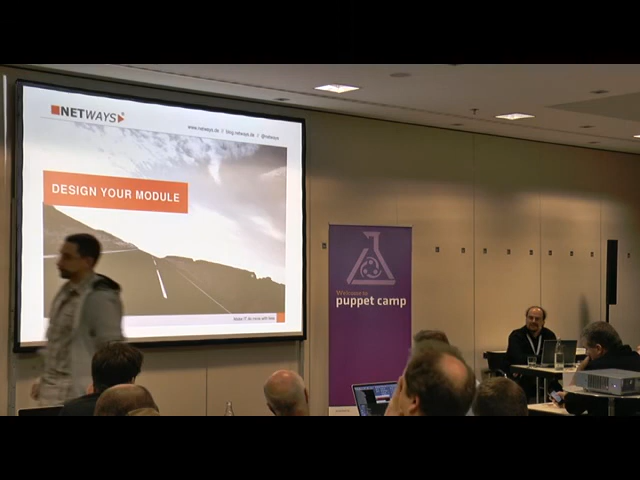 NETWAYS
www.netways.de / blog.netways.de / @netways
DESIGN YOUR MODULE
Welcome to
puppet camp